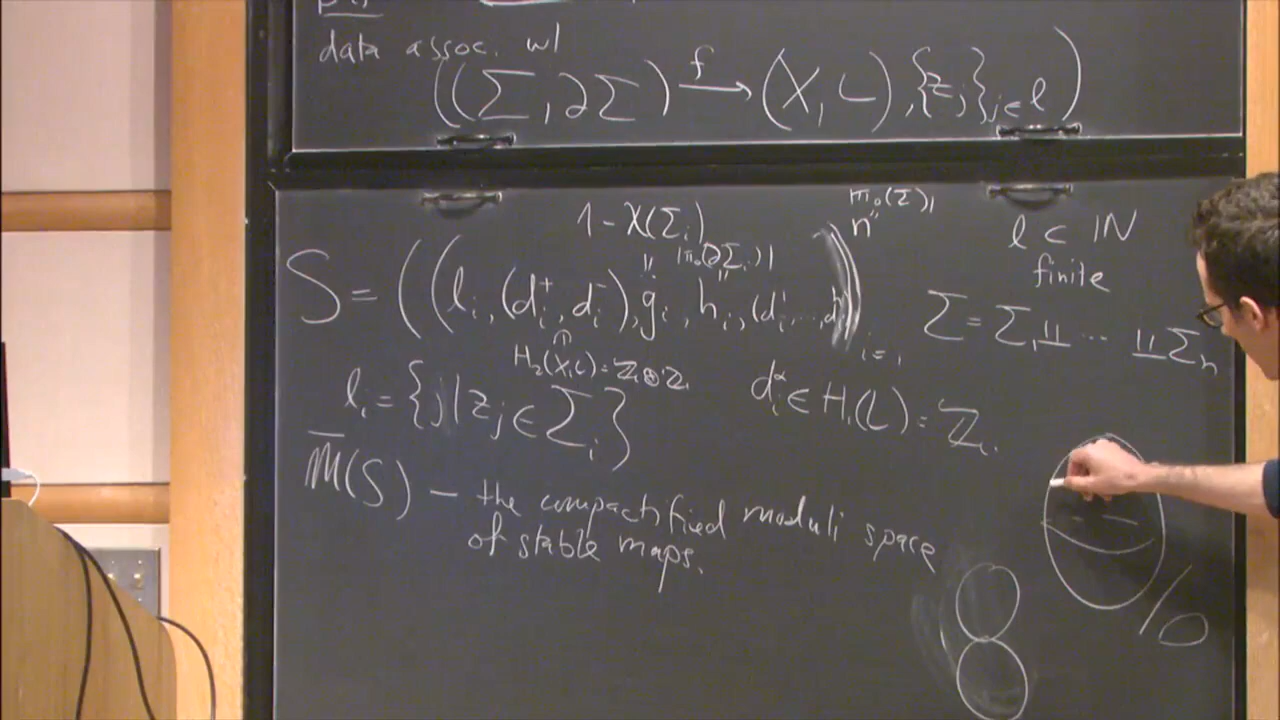 data assoc. w/
((Σ, ∂Σ) →^f (X, L), {z_j}_{j∈l})
1 - χ(Σ_i)
|π_0(∂Σ_i)|
|π_0(Σ)|
n
l ⊂ ℕ
finite
S = ((l_i, (d_i^+, d_i^-), g_i, h_i, (d_i^1, ..., d_i^{h_i})))_{i=1}
Σ = Σ_1 ⊔ ... ⊔ Σ_n
H_2(X, L) = ℤ ⊕ ℤ
l_i = {j | z_j ∈ Σ_i}
d_i^α ∈ H_1(L) = ℤ.
M̅(S) - the compactified moduli space
of stable maps.